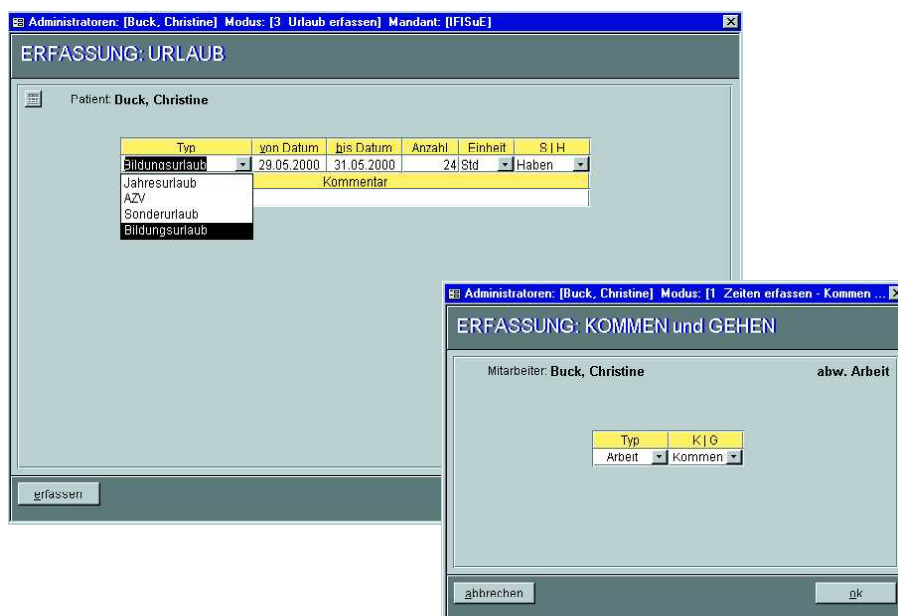 Administratoren: [Buck, Christine] Modus: [3 Urlaub erfassen] Mandant: [IFISuE]
ERFASSUNG: URLAUB
Patient: Buck, Christine
Typ von Datum bis Datum Anzahl Einheit S | H
Bildungsurlaub 29.05.2000 31.05.2000 24 Std Haben
Kommentar
Jahresurlaub
AZV
Sonderurlaub
Bildungsurlaub
erfassen
Administratoren: [Buck, Christine] Modus: [1 Zeiten erfassen - Kommen ...
ERFASSUNG: KOMMEN und GEHEN
Mitarbeiter: Buck, Christine abw. Arbeit
Typ K | G
Arbeit Kommen
abbrechen ok